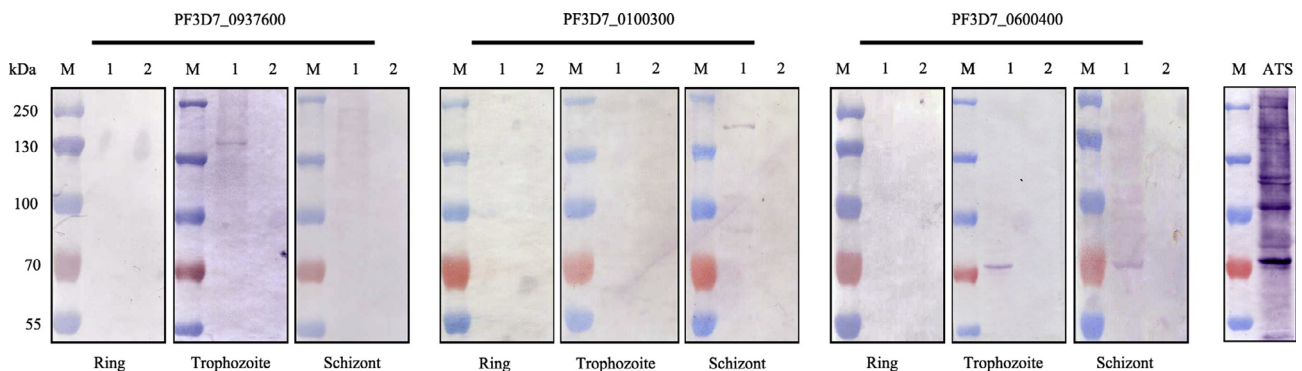 PF3D7_0937600 PF3D7_0100300 PF3D7_0600400
kDa M 1 2 M 1 2 M 1 2 M 1 2 M 1 2 M 1 2 M 1 2 M 1 2 M 1 2 M ATS
250
130
100
70
55
Ring Trophozoite Schizont Ring Trophozoite Schizont Ring Trophozoite Schizont